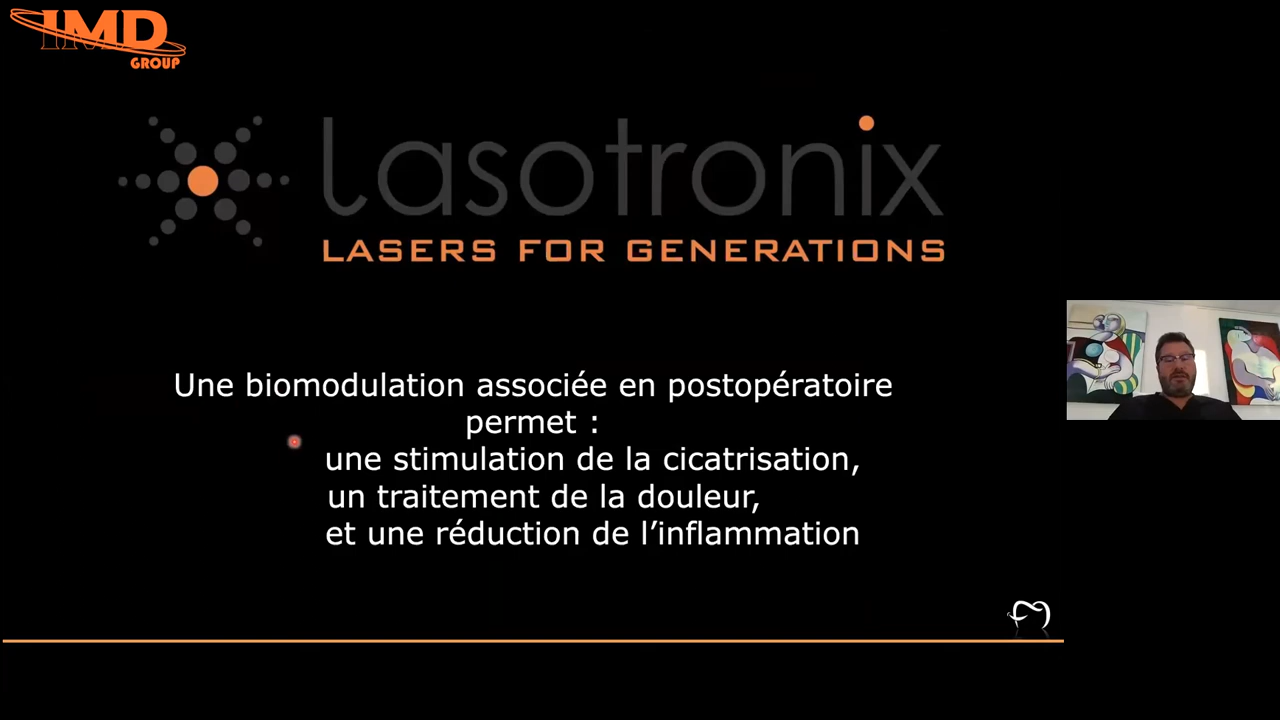 IMD
GROUP
lasotronix
LASERS FOR GENERATIONS
Une biomodulation associée en postopératoire
permet :
une stimulation de la cicatrisation,
un traitement de la douleur,
et une réduction de l’inflammation